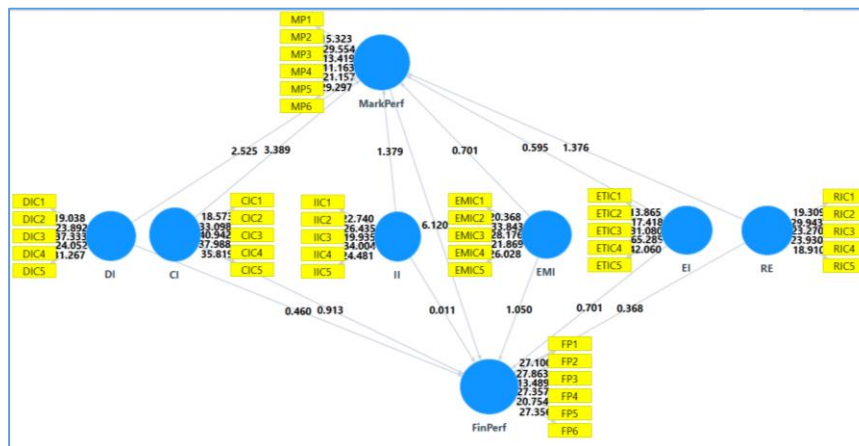 MP1
MP2
MP3
MP4
MP5
MP6
15.323
29.554
13.419
11.163
21.157
29.297
MarkPerf
2.525
3.389
1.379
0.701
0.595
1.376
DIC1
DIC2
DIC3
DIC4
DIC5
19.038
23.892
37.333
24.052
31.267
DI
CI
18.573
33.098
40.942
37.988
35.819
CIC1
CIC2
CIC3
CIC4
CIC5
IIC1
IIC2
IIC3
IIC4
IIC5
22.740
26.435
19.935
34.004
24.481
II
6.120
EMIC1
EMIC2
EMIC3
EMIC4
EMIC5
20.368
33.843
28.176
21.869
26.028
EMI
ETIC1
ETIC2
ETIC3
ETIC4
ETIC5
13.865
17.418
31.080
65.285
42.060
EI
RE
19.309
29.943
23.270
23.930
18.910
RIC1
RIC2
RIC3
RIC4
RIC5
0.460
0.913
0.011
1.050
0.701
0.368
FinPerf
27.100
27.863
13.489
27.357
20.754
27.356
FP1
FP2
FP3
FP4
FP5
FP6